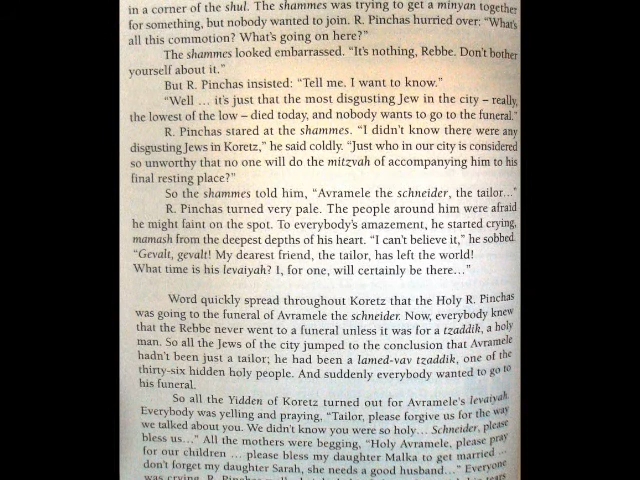 in a corner of the shul. The shammes was trying to get a minyan together
for something, but nobody wanted to join. R. Pinchas hurried over: “What's
all this commotion? What's going on here?”
The shammes looked embarrassed. “It's nothing, Rebbe. Don't bother
yourself about it.”
But R. Pinchas insisted: “Tell me. I want to know.”
“Well … it's just that the most disgusting Jew in the city – really,
the lowest of the low – died today, and nobody wants to go to the funeral.”
R. Pinchas stared at the shammes. “I didn't know there were any
disgusting Jews in Koretz,” he said coldly. “Just who in our city is considered
so unworthy that no one will do the mitzvah of accompanying him to his
final resting place?”
So the shammes told him, “Avramele the schneider, the tailor…”
R. Pinchas turned very pale. The people around him were afraid
he might faint on the spot. To everybody's amazement, he started crying,
mamash from the deepest depths of his heart. “I can't believe it,” he sobbed.
“Gevalt, gevalt! My dearest friend, the tailor, has left the world!
What time is his levaiyah? I, for one, will certainly be there…”
Word quickly spread throughout Koretz that the Holy R. Pinchas
was going to the funeral of Avramele the schneider. Now, everybody knew
that the Rebbe never went to a funeral unless it was for a tzaddik, a holy
man. So all the Jews of the city jumped to the conclusion that Avramele
hadn't been just a tailor; he had been a lamed-vav tzaddik, one of the
thirty-six hidden holy people. And suddenly everybody wanted to go to
his funeral.
So all the Yidden of Koretz turned out for Avramele's levaiyah.
Everybody was yelling and praying, “Tailor, please forgive us for the way
we talked about you. We didn't know you were so holy… Schneider, please
bless us…” All the mothers were begging, “Holy Avramele, please pray
for our children … please bless my daughter Malka to get married …
don't forget my daughter Sarah, she needs a good husband…” Everyone
was crying. R. Pinchas